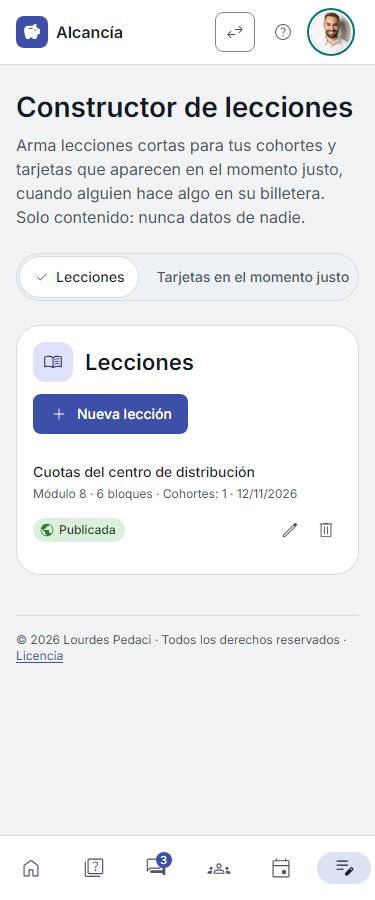 Alcancía
Constructor de lecciones
Arma lecciones cortas para tus cohortes y
tarjetas que aparecen en el momento justo,
cuando alguien hace algo en su billetera.
Solo contenido: nunca datos de nadie.
Lecciones
Tarjetas en el momento justo
Lecciones
Nueva lección
Cuotas del centro de distribución
Módulo 8 · 6 bloques · Cohortes: 1 · 12/11/2026
Publicada
© 2026 Lourdes Pedaci · Todos los derechos reservados ·
Licencia
3